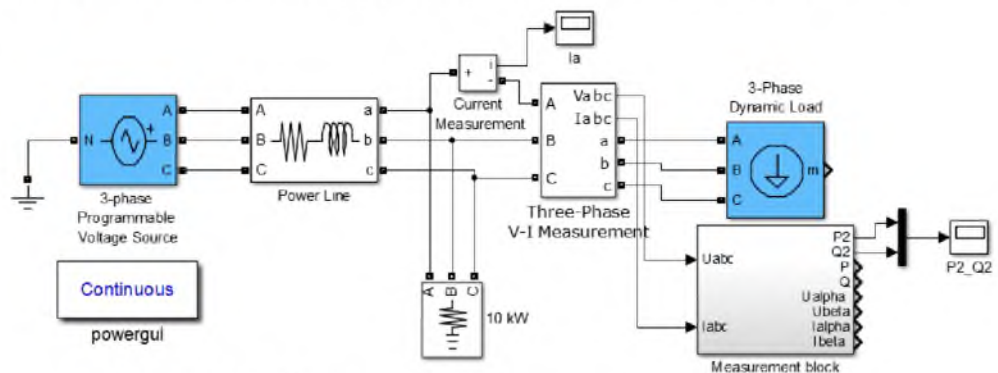 Ia
+
i
-
Current
Measurement
N
+
A
B
C
3-phase
Programmable
Voltage Source
A
B
C
a
b
c
Power Line
A
B
C
Vabc
Iabc
a
b
c
Three-Phase
V-I Measurement
3-Phase
Dynamic Load
A
B
C
m
Continuous
powergui
A B C
10 kW
Uabc
Iabc
P2
Q2
P
Q
Ualpha
Ubeta
Ialpha
Ibeta
Measurement block
P2_Q2